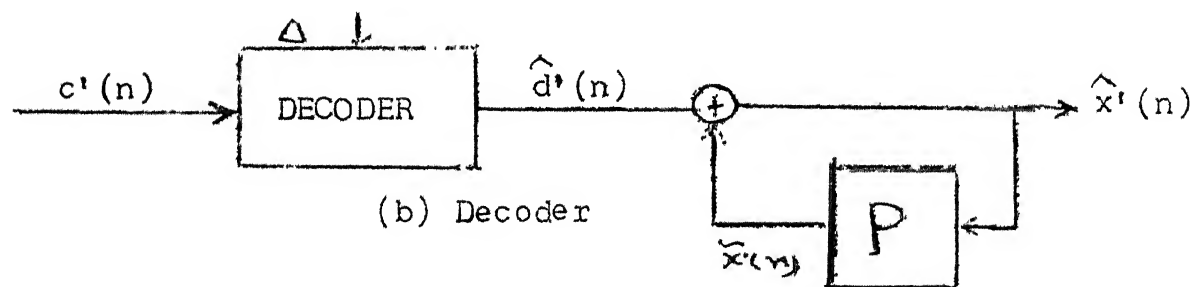 Δ
c'(n) DECODER d̂'(n) + x̂'(n)
(b) Decoder
P
x̃'(n)